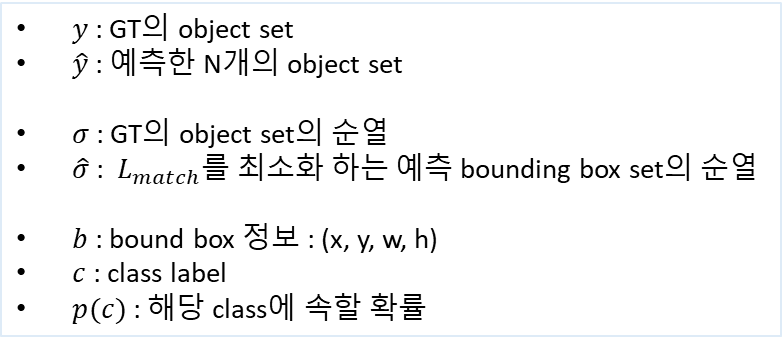 • y : GT의 object set
• ŷ : 예측한 N개의 object set
• σ : GT의 object set의 순열
• σ̂ : L_match를 최소화 하는 예측 bounding box set의 순열
• b : bound box 정보 : (x, y, w, h)
• c : class label
• p(c) : 해당 class에 속할 확률